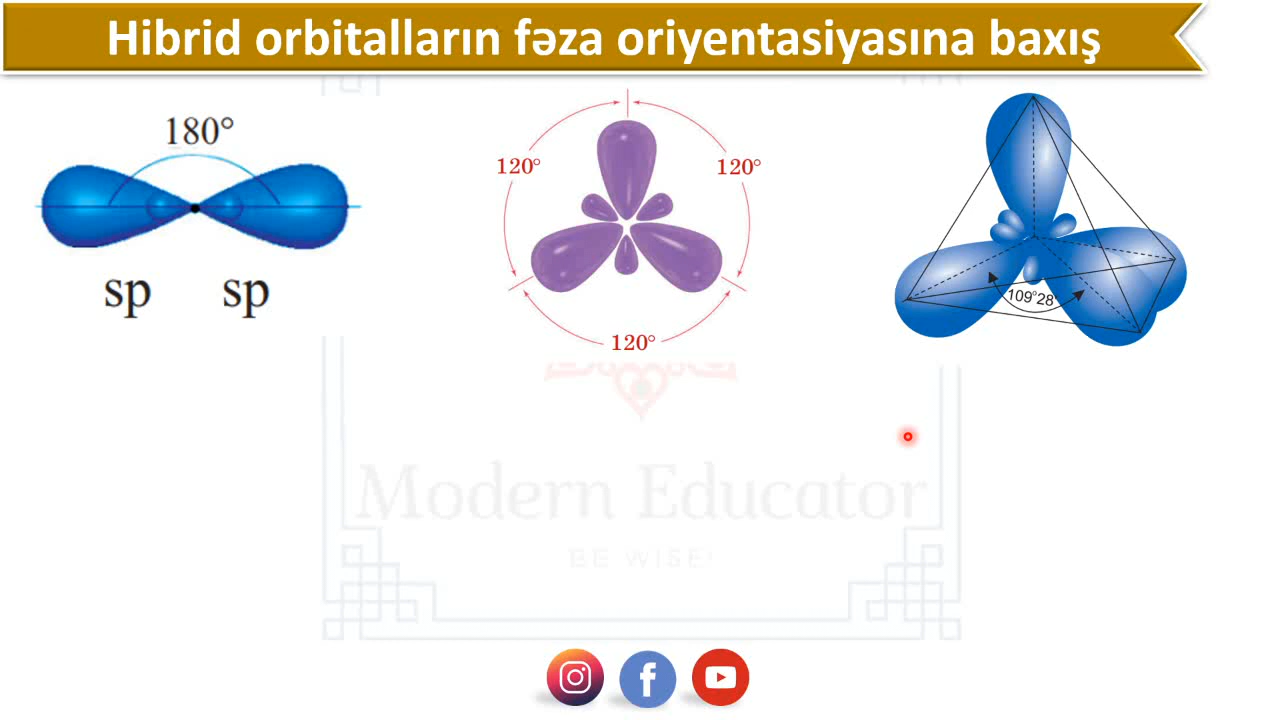 Hibrid orbitalların fəza oriyentasiyasına baxış
180°
sp sp
120° 120°
120°
109°28'
Modern Educator
BE WISE!